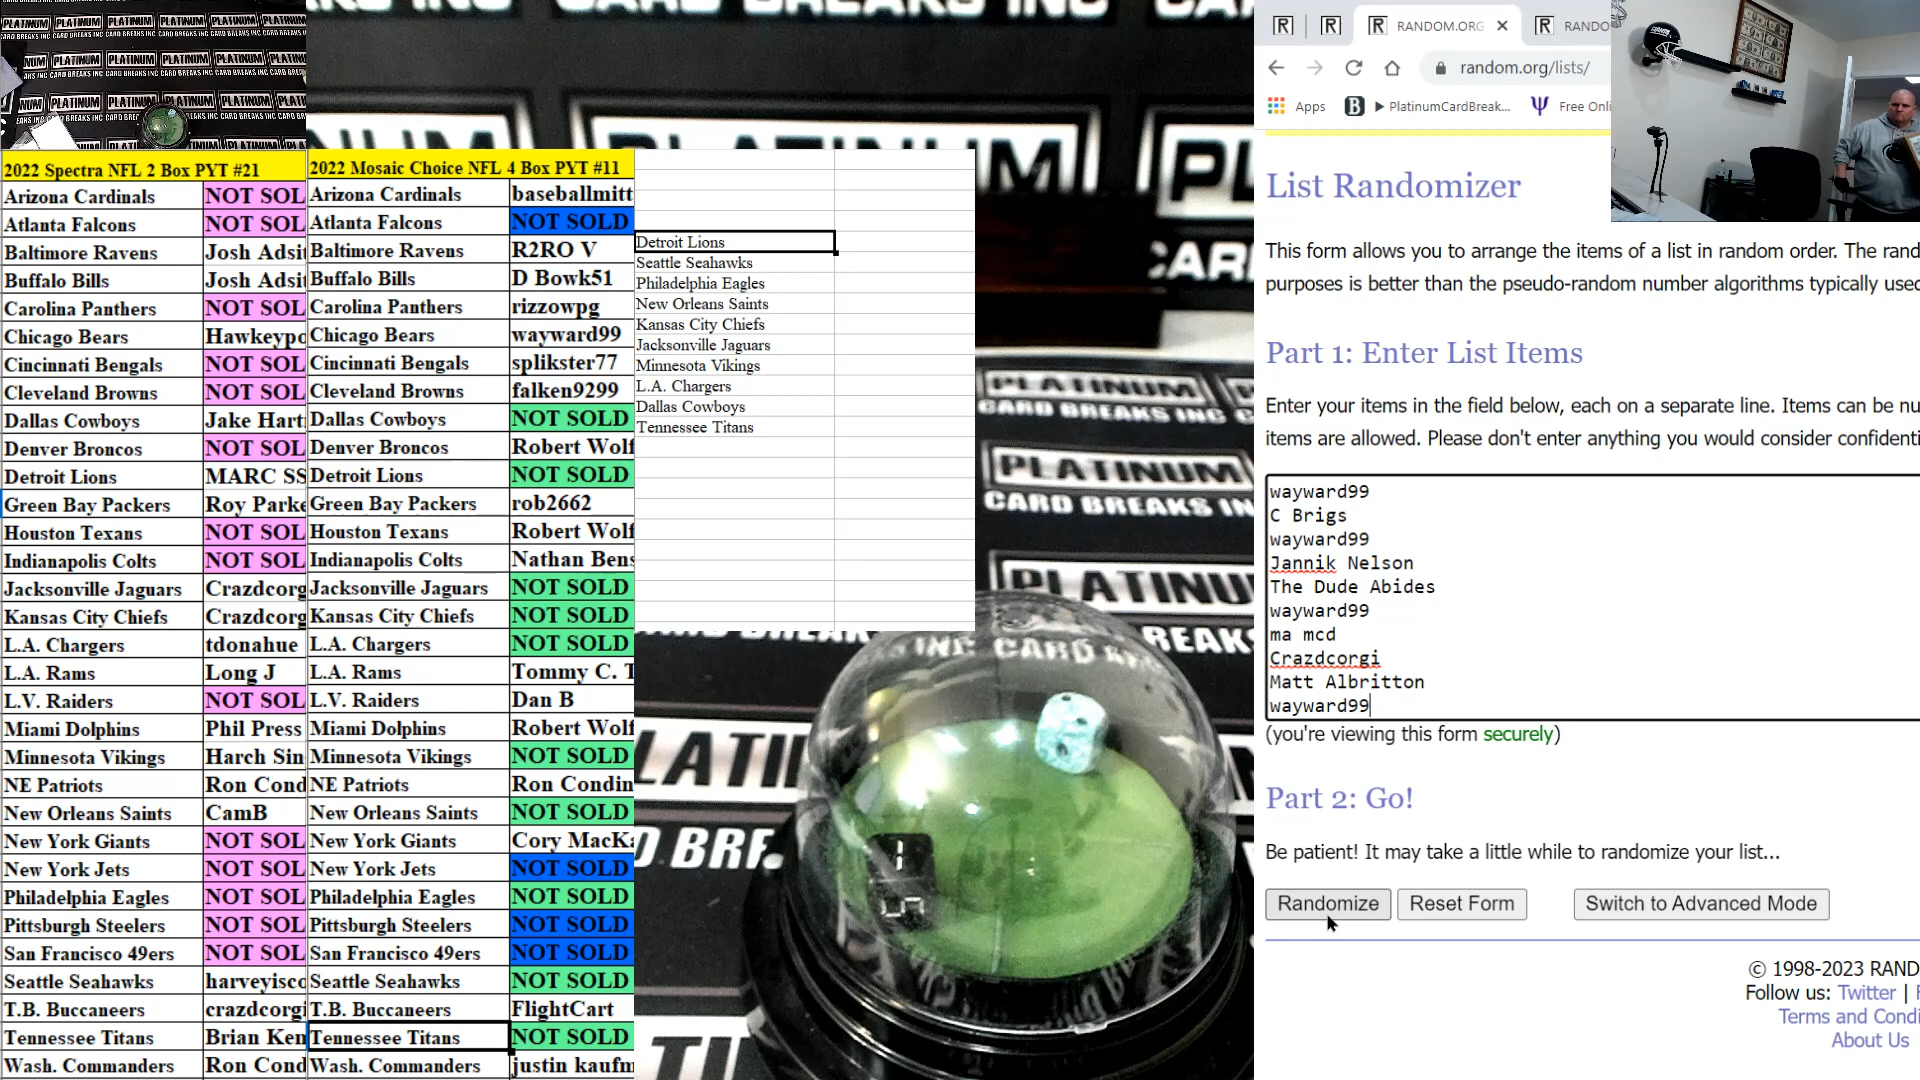 PLATINUM
CARD BREAKS INC
2022 Spectra NFL 2 Box PYT #21
Arizona Cardinals NOT SOL
Atlanta Falcons NOT SOL
Baltimore Ravens Josh Adsit
Buffalo Bills Josh Adsit
Carolina Panthers NOT SOL
Chicago Bears Hawkeypo
Cincinnati Bengals NOT SOL
Cleveland Browns NOT SOL
Dallas Cowboys Jake Hart
Denver Broncos NOT SOL
Detroit Lions MARC SS
Green Bay Packers Roy Parke
Houston Texans NOT SOL
Indianapolis Colts NOT SOL
Jacksonville Jaguars Crazdcorg
Kansas City Chiefs Crazdcorg
L.A. Chargers tdonahue
L.A. Rams Long J
L.V. Raiders NOT SOL
Miami Dolphins Phil Press
Minnesota Vikings Harch Sin
NE Patriots Ron Cond
New Orleans Saints CamB
New York Giants NOT SOL
New York Jets NOT SOL
Philadelphia Eagles NOT SOL
Pittsburgh Steelers NOT SOL
San Francisco 49ers NOT SOL
Seattle Seahawks harveyisco
T.B. Buccaneers crazdcorgi
Tennessee Titans Brian Ken
Wash. Commanders Ron Cond
2022 Mosaic Choice NFL 4 Box PYT #11
Arizona Cardinals baseballmitt
Atlanta Falcons NOT SOLD
Baltimore Ravens R2RO V
Buffalo Bills D Bowk51
Carolina Panthers rizzowpg
Chicago Bears wayward99
Cincinnati Bengals splikster77
Cleveland Browns falken9299
Dallas Cowboys NOT SOLD
Denver Broncos Robert Wolf
Detroit Lions NOT SOLD
Green Bay Packers rob2662
Houston Texans Robert Wolf
Indianapolis Colts Nathan Bens
Jacksonville Jaguars NOT SOLD
Kansas City Chiefs NOT SOLD
L.A. Chargers NOT SOLD
L.A. Rams Tommy C. T
L.V. Raiders Dan B
Miami Dolphins Robert Wolf
Minnesota Vikings NOT SOLD
NE Patriots Ron Condin
New Orleans Saints NOT SOLD
New York Giants Cory MacKa
New York Jets NOT SOLD
Philadelphia Eagles NOT SOLD
Pittsburgh Steelers NOT SOLD
San Francisco 49ers NOT SOLD
Seattle Seahawks NOT SOLD
T.B. Buccaneers FlightCart
Tennessee Titans NOT SOLD
Wash. Commanders justin kaufm
Detroit Lions
Seattle Seahawks
Philadelphia Eagles
New Orleans Saints
Kansas City Chiefs
Jacksonville Jaguars
Minnesota Vikings
L.A. Chargers
Dallas Cowboys
Tennessee Titans
PLATINUM
CARD BREAKS INC
PLATINUM
CARD BREAKS IN
PLATINUM
RANDOM.ORG
RANDO
random.org/lists/
Apps
PlatinumCardBreak...
Free Onli
List Randomizer
This form allows you to arrange the items of a list in random order. The rand
purposes is better than the pseudo-random number algorithms typically used
Part 1: Enter List Items
Enter your items in the field below, each on a separate line. Items can be nu
items are allowed. Please don't enter anything you would consider confidenti
wayward99
C Brigs
wayward99
Jannik Nelson
The Dude Abides
wayward99
ma mcd
Crazdcorgi
Matt Albritton
wayward99
(you're viewing this form securely)
Part 2: Go!
Be patient! It may take a little while to randomize your list...
Randomize
Reset Form
Switch to Advanced Mode
© 1998-2023 RAND
Follow us: Twitter |
Terms and Condi
About Us